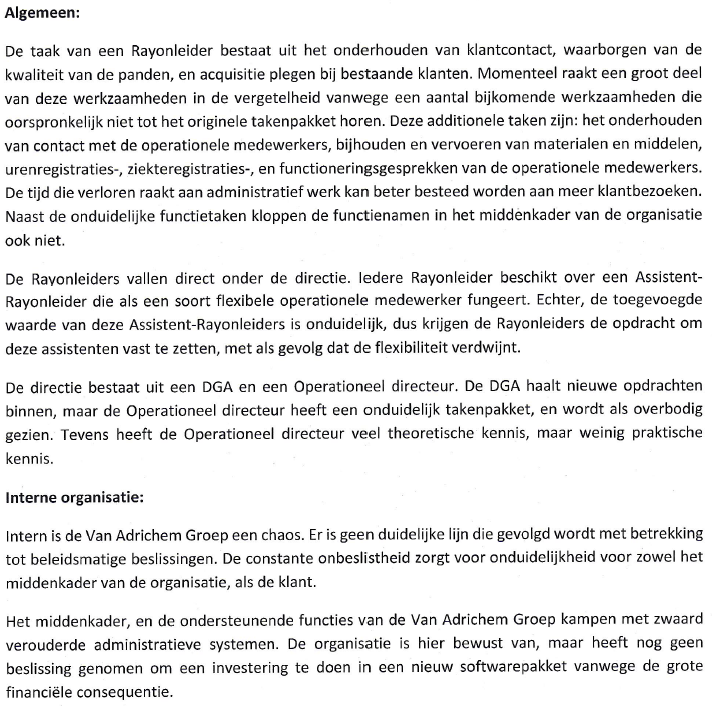 Algemeen:
De taak van een Rayonleider bestaat uit het onderhouden van klantcontact, waarborgen van de
kwaliteit van de panden, en acquisitie plegen bij bestaande klanten. Momenteel raakt een groot deel
van deze werkzaamheden in de vergetelheid vanwege een aantal bijkomende werkzaamheden die
oorspronkelijk niet tot het originele takenpakket horen. Deze additionele taken zijn: het onderhouden
van contact met de operationele medewerkers, bijhouden en vervoeren van materialen en middelen,
urenregistraties-, ziekteregistraties-, en functioneringsgesprekken van de operationele medewerkers.
De tijd die verloren raakt aan administratief werk kan beter besteed worden aan meer klantbezoeken.
Naast de onduidelijke functietaken kloppen de functienamen in het middenkader van de organisatie
ook niet.
De Rayonleiders vallen direct onder de directie. Iedere Rayonleider beschikt over een Assistent-
Rayonleider die als een soort flexibele operationele medewerker fungeert. Echter, de toegevoegde
waarde van deze Assistent-Rayonleiders is onduidelijk, dus krijgen de Rayonleiders de opdracht om
deze assistenten vast te zetten, met als gevolg dat de flexibiliteit verdwijnt.
De directie bestaat uit een DGA en een Operationeel directeur. De DGA haalt nieuwe opdrachten
binnen, maar de Operationeel directeur heeft een onduidelijk takenpakket, en wordt als overbodig
gezien. Tevens heeft de Operationeel directeur veel theoretische kennis, maar weinig praktische
kennis.
Interne organisatie:
Intern is de Van Adrichem Groep een chaos. Er is geen duidelijke lijn die gevolgd wordt met betrekking
tot beleidsmatige beslissingen. De constante onbeslistheid zorgt voor onduidelijkheid voor zowel het
middenkader van de organisatie, als de klant.
Het middenkader, en de ondersteunende functies van de Van Adrichem Groep kampen met zwaard
verouderde administratieve systemen. De organisatie is hier bewust van, maar heeft nog geen
beslissing genomen om een investering te doen in een nieuw softwarepakket vanwege de grote
financiële consequentie.